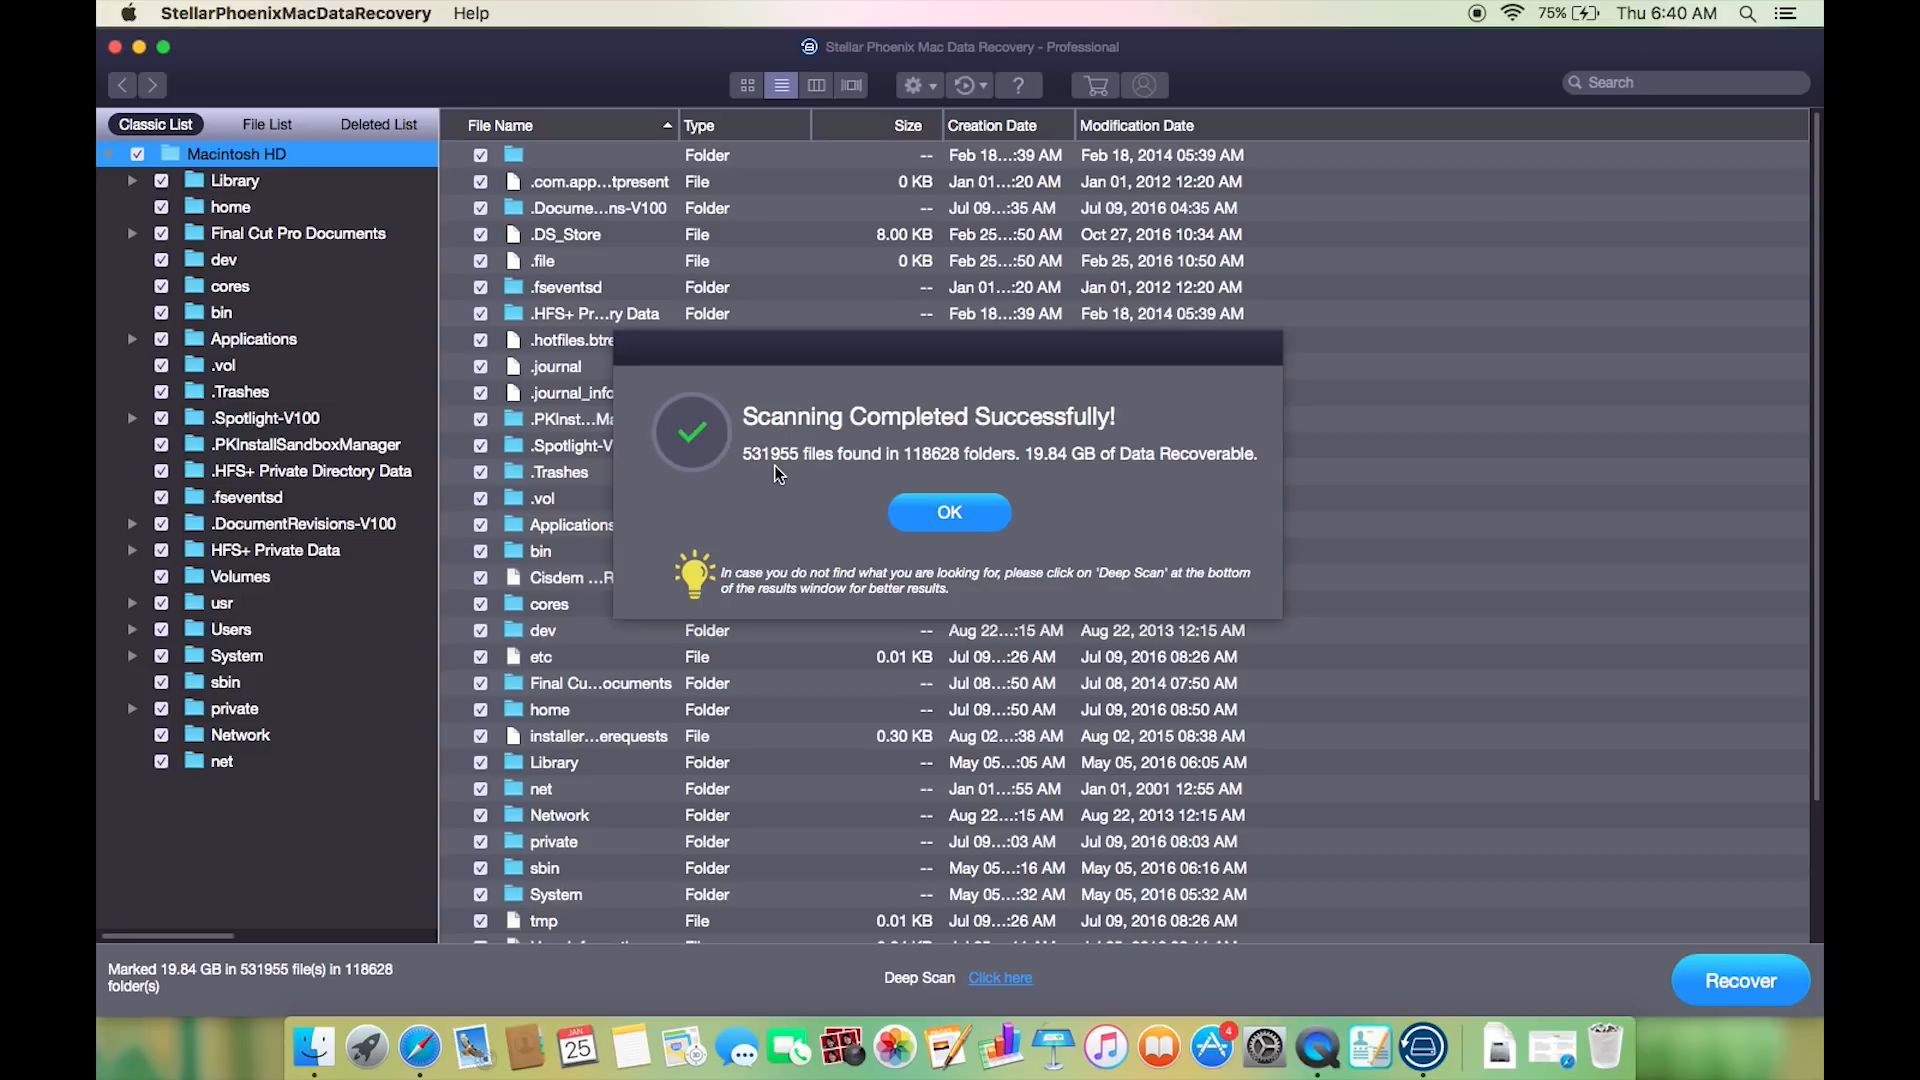 StellarPhoenixMacDataRecovery Help 75% Thu 6:40 AM
Stellar Phoenix Mac Data Recovery - Professional
? Search
Classic List File List Deleted List
File Name Type Size Creation Date Modification Date
Macintosh HD
Library
home
Final Cut Pro Documents
dev
cores
bin
Applications
.vol
.Trashes
.Spotlight-V100
.PKInstallSandboxManager
.HFS+ Private Directory Data
.fseventsd
.DocumentRevisions-V100
HFS+ Private Data
Volumes
usr
Users
System
sbin
private
Network
net
Folder -- Feb 18...:39 AM Feb 18, 2014 05:39 AM
.com.app...tpresent File 0 KB Jan 01...:20 AM Jan 01, 2012 12:20 AM
.Docume...ns-V100 Folder -- Jul 09...:35 AM Jul 09, 2016 04:35 AM
.DS_Store File 8.00 KB Feb 25...:50 AM Oct 27, 2016 10:34 AM
.file File 0 KB Feb 25...:50 AM Feb 25, 2016 10:50 AM
.fseventsd Folder -- Jan 01...:20 AM Jan 01, 2012 12:20 AM
.HFS+ Pr...ry Data Folder -- Feb 18...:39 AM Feb 18, 2014 05:39 AM
.hotfiles.btre
.journal
.journal_info
.PKInst...Ma
.Spotlight-V
.Trashes
.vol
Applications
bin
Cisdem ...R
cores
dev Folder -- Aug 22...:15 AM Aug 22, 2013 12:15 AM
etc File 0.01 KB Jul 09...:26 AM Jul 09, 2016 08:26 AM
Final Cu...ocuments Folder -- Jul 08...:50 AM Jul 08, 2014 07:50 AM
home Folder -- Jul 09...:50 AM Jul 09, 2016 08:50 AM
installer...erequests File 0.30 KB Aug 02...:38 AM Aug 02, 2015 08:38 AM
Library Folder -- May 05...:05 AM May 05, 2016 06:05 AM
net Folder -- Jan 01...:55 AM Jan 01, 2001 12:55 AM
Network Folder -- Aug 22...:15 AM Aug 22, 2013 12:15 AM
private Folder -- Jul 09...:03 AM Jul 09, 2016 08:03 AM
sbin Folder -- May 05...:16 AM May 05, 2016 06:16 AM
System Folder -- May 05...:32 AM May 05, 2016 05:32 AM
tmp File 0.01 KB Jul 09...:26 AM Jul 09, 2016 08:26 AM
Scanning Completed Successfully!
531955 files found in 118628 folders. 19.84 GB of Data Recoverable.
OK
In case you do not find what you are looking for, please click on 'Deep Scan' at the bottom
of the results window for better results.
Marked 19.84 GB in 531955 file(s) in 118628
folder(s)
Deep Scan Click here
Recover
JAN
25
4